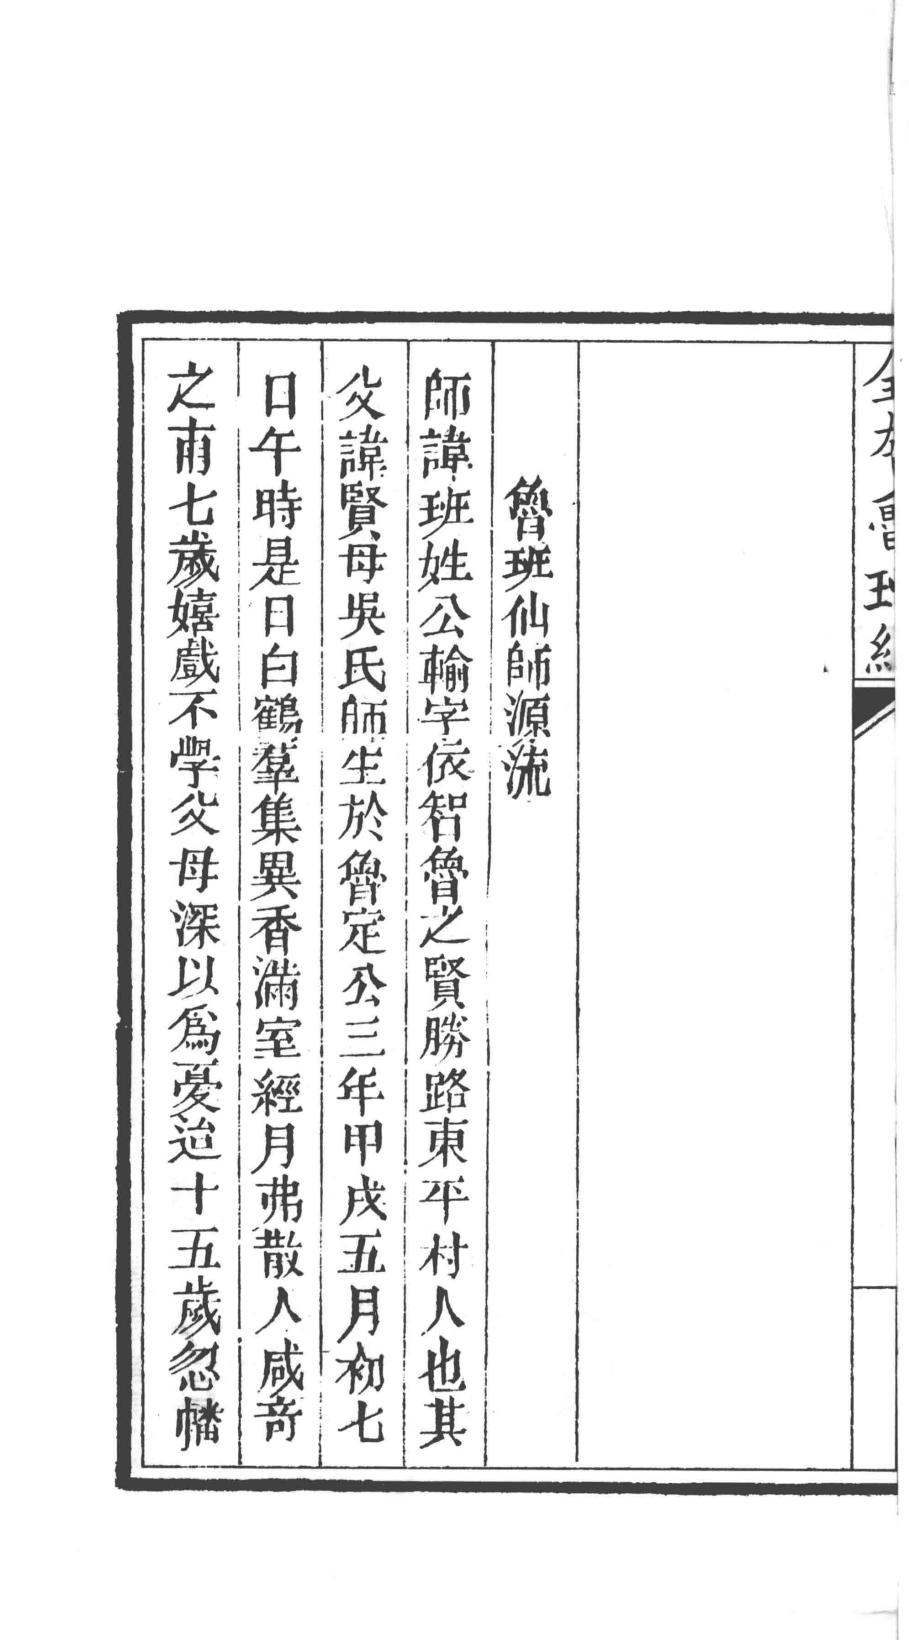 全本魯班經
魯班仙師源流
師諱班姓公輸字依智魯之賢勝路東平村人也其
父諱賢母吳氏師生於魯定公三年甲戌五月初七
日午時是日白鶴羣集異香滿室經月弗散人咸奇
之甫七歲嬉戲不學父母深以爲憂迨十五歲忽幡